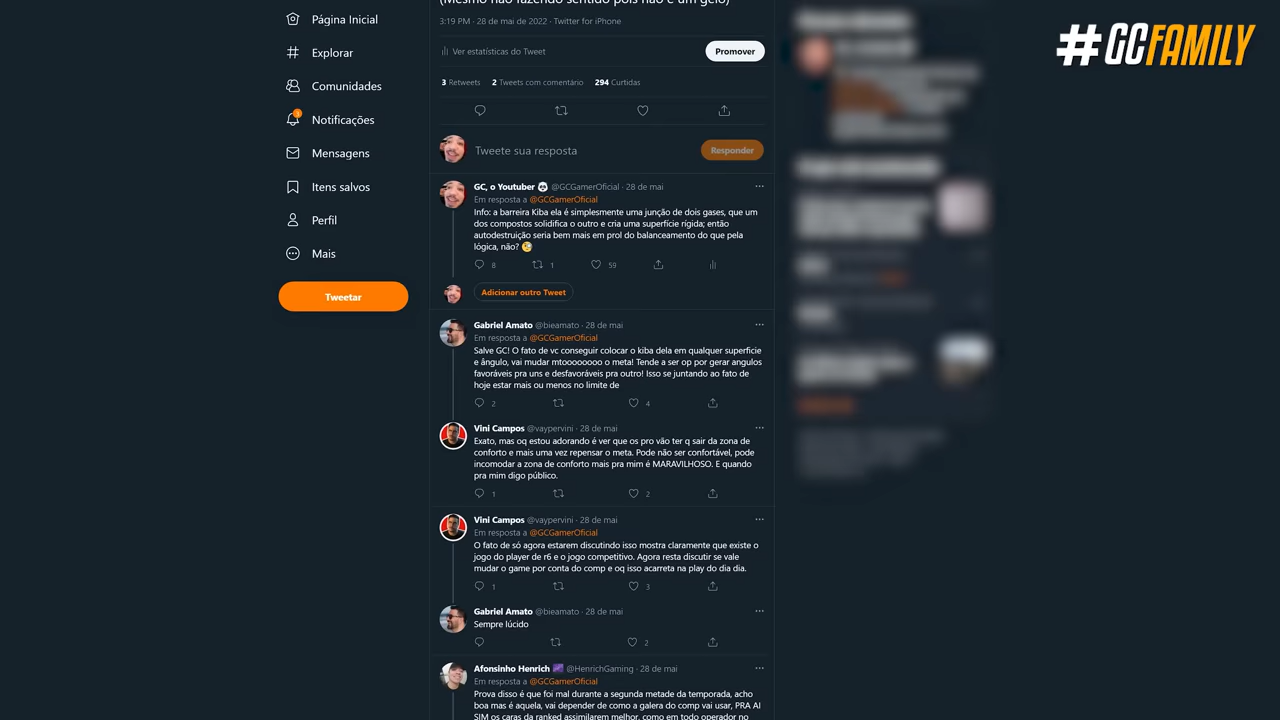 (Mesmo não fazendo sentido pois não é um gelo)
3:19 PM · 28 de mai de 2022 · Twitter for iPhone
Ver estatísticas do Tweet
Promover
3 Retweets 2 Tweets com comentário 294 Curtidas
Tweete sua resposta
Responder
GC, o Youtuber @GCGamerOficial · 28 de mai
Em resposta a @GCGamerOficial
Info: a barreira Kiba ela é simplesmente uma junção de dois gases, que um
dos compostos solidifica o outro e cria uma superfície rígida; então
autodestruição seria bem mais em prol do balanceamento do que pela
lógica, não? 🧐
8 1 59
Adicionar outro Tweet
Gabriel Amato @bieamato · 28 de mai
Em resposta a @GCGamerOficial
Salve GC! O fato de vc conseguir colocar o kiba dela em qualquer superfície
e ângulo, vai mudar mtooooooo o meta! Tende a ser op por gerar angulos
favoráveis pra uns e desfavoráveis pra outro! Isso se juntando ao fato de
hoje estar mais ou menos no limite de
2 4
Vini Campos @vaypervini · 28 de mai
Exato, mas oq estou adorando é ver que os pro vão ter q sair da zona de
conforto e mais uma vez repensar o meta. Pode não ser confortável, pode
incomodar a zona de conforto mais pra mim é MARAVILHOSO. E quando
pra mim digo público.
1 2
Vini Campos @vaypervini · 28 de mai
Em resposta a @GCGamerOficial
O fato de só agora estarem discutindo isso mostra claramente que existe o
jogo do player de r6 e o jogo competitivo. Agora resta discutir se vale
mudar o game por conta do comp e oq isso acarreta na play do dia dia.
1 3
Gabriel Amato @bieamato · 28 de mai
Sempre lúcido
2
Afonsinho Henrich @HenrichGaming · 28 de mai
Em resposta a @GCGamerOficial
Prova disso é que foi mal durante a segunda metade da temporada, acho
boa mas é aquela, vai depender de como a galera do comp vai usar, PRA AI
SIM os caras da ranked assimilarem melhor, como em todo operador no
Página Inicial
Explorar
Comunidades
Notificações
Mensagens
Itens salvos
Perfil
Mais
Tweetar
#GCFAMILY